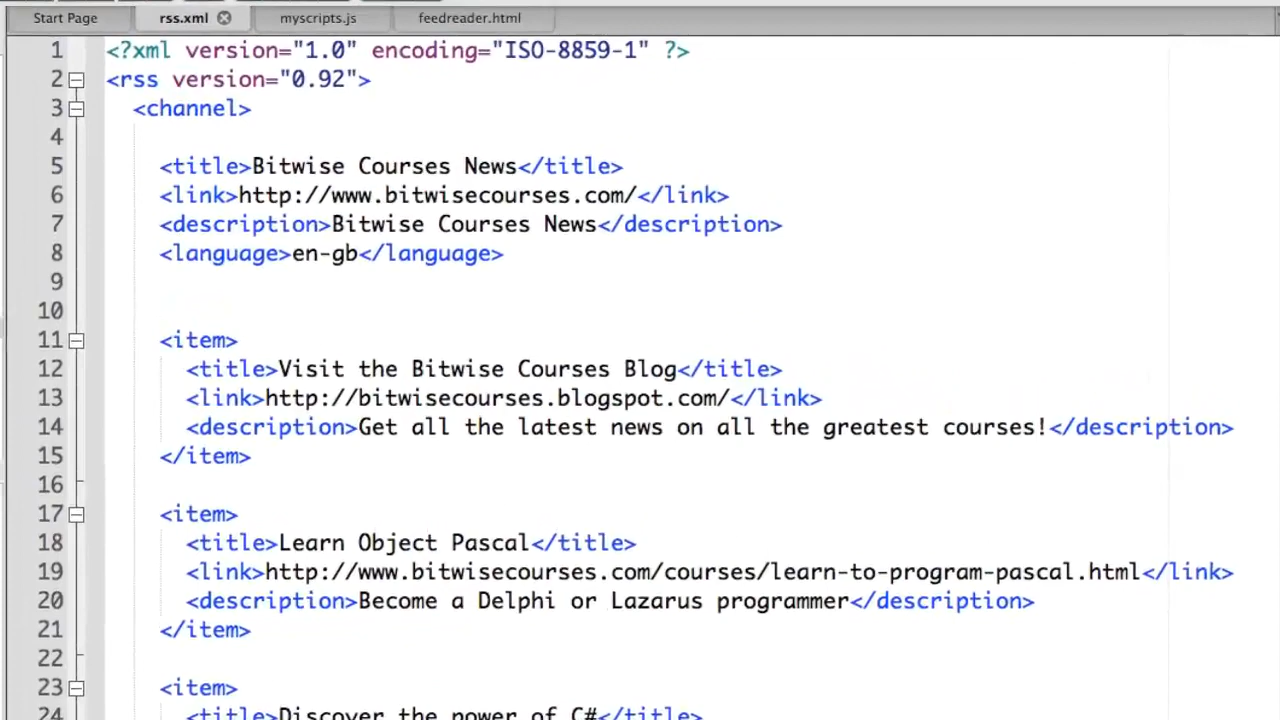 Start Page rss.xml myscripts.js feedreader.html
1 <?xml version="1.0" encoding="ISO-8859-1" ?>
2 <rss version="0.92">
3 <channel>
4
5 <title>Bitwise Courses News</title>
6 <link>http://www.bitwisecourses.com/</link>
7 <description>Bitwise Courses News</description>
8 <language>en-gb</language>
9
10
11 <item>
12 <title>Visit the Bitwise Courses Blog</title>
13 <link>http://bitwisecourses.blogspot.com/</link>
14 <description>Get all the latest news on all the greatest courses!</description>
15 </item>
16
17 <item>
18 <title>Learn Object Pascal</title>
19 <link>http://www.bitwisecourses.com/courses/learn-to-program-pascal.html</link>
20 <description>Become a Delphi or Lazarus programmer</description>
21 </item>
22
23 <item>
24 <title>Discover the power of C#</title>